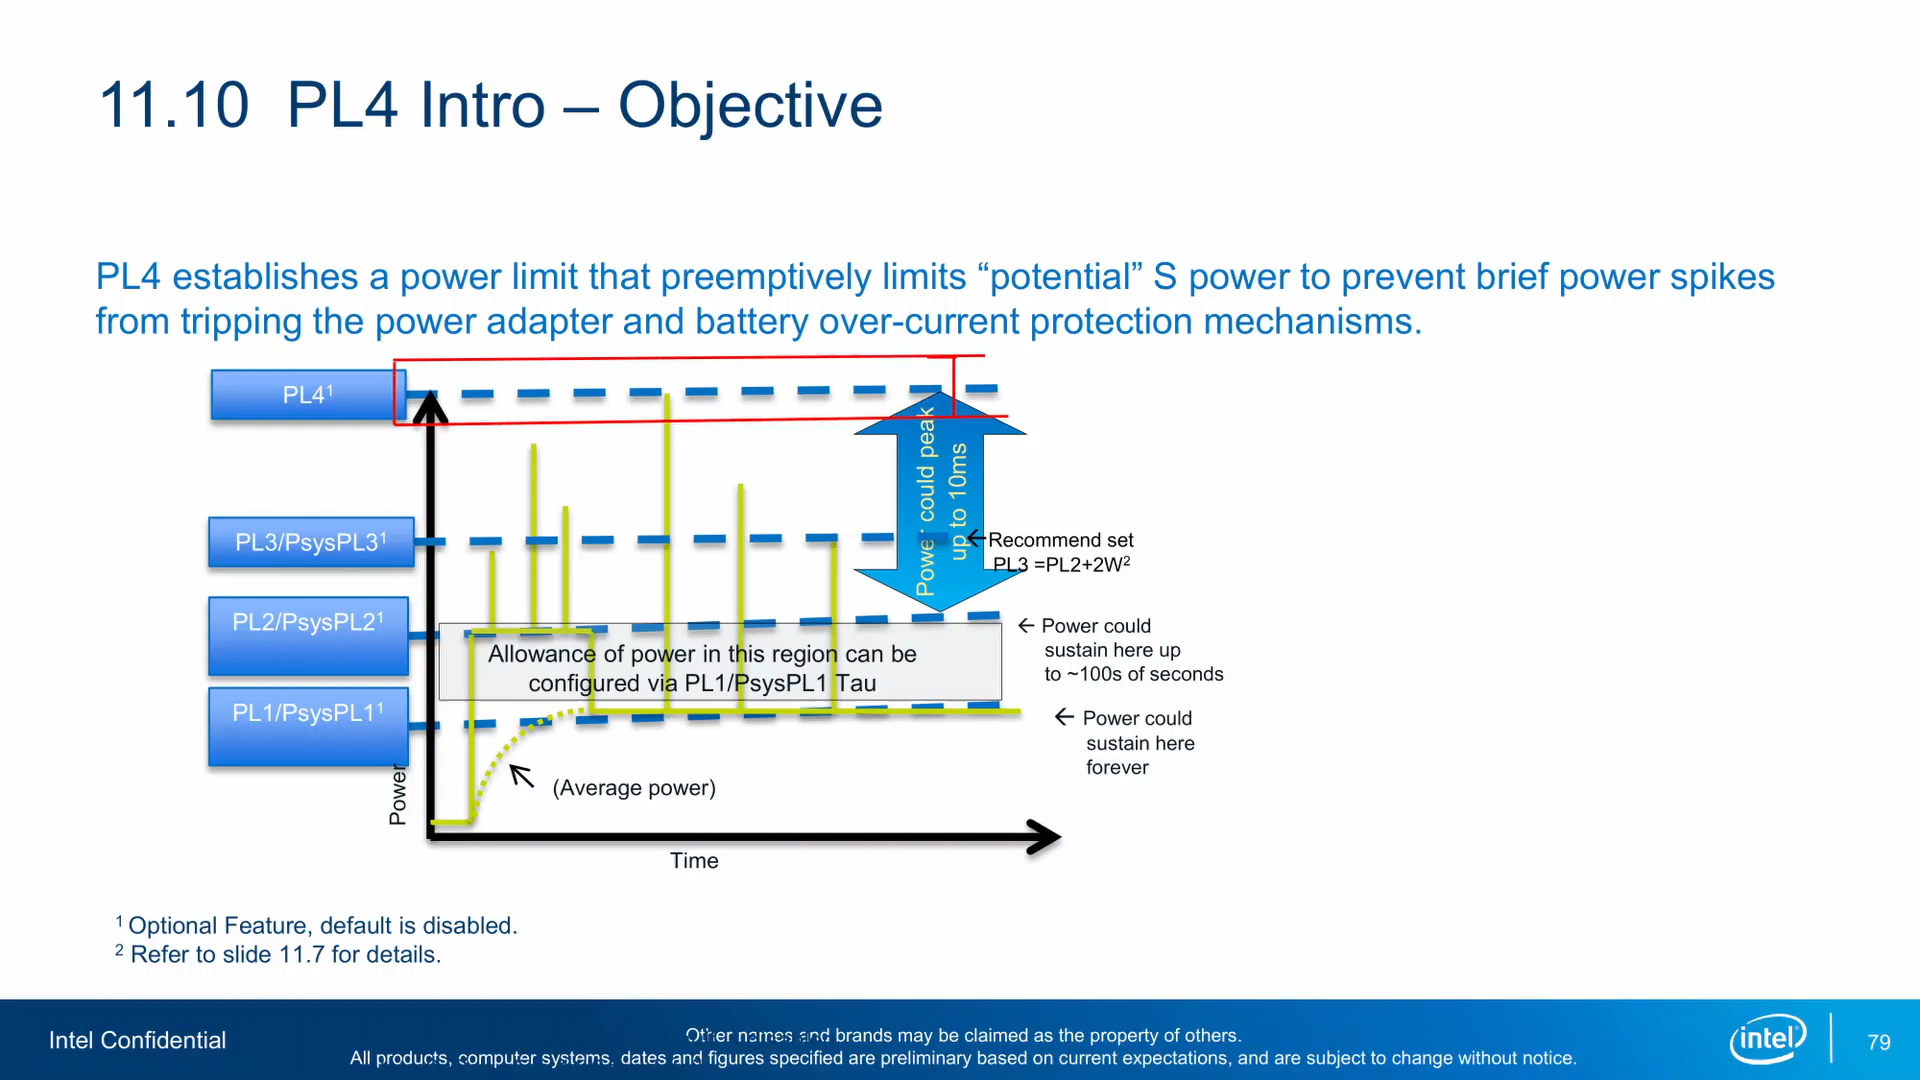 11.10 PL4 Intro – Objective
PL4 establishes a power limit that preemptively limits “potential” S power to prevent brief power spikes
from tripping the power adapter and battery over-current protection mechanisms.
PL4¹
PL3/PsysPL3¹
PL2/PsysPL2¹
PL1/PsysPL1¹
Power could peak
up to 10ms
←Recommend set
PL3 =PL2+2W²
← Power could
sustain here up
to ~100s of seconds
Allowance of power in this region can be
configured via PL1/PsysPL1 Tau
← Power could
sustain here
forever
(Average power)
Power
Time
¹ Optional Feature, default is disabled.
² Refer to slide 11.7 for details.
Intel Confidential
Other names and brands may be claimed as the property of others.
All products, computer systems, dates and figures specified are preliminary based on current expectations, and are subject to change without notice.
intel
79